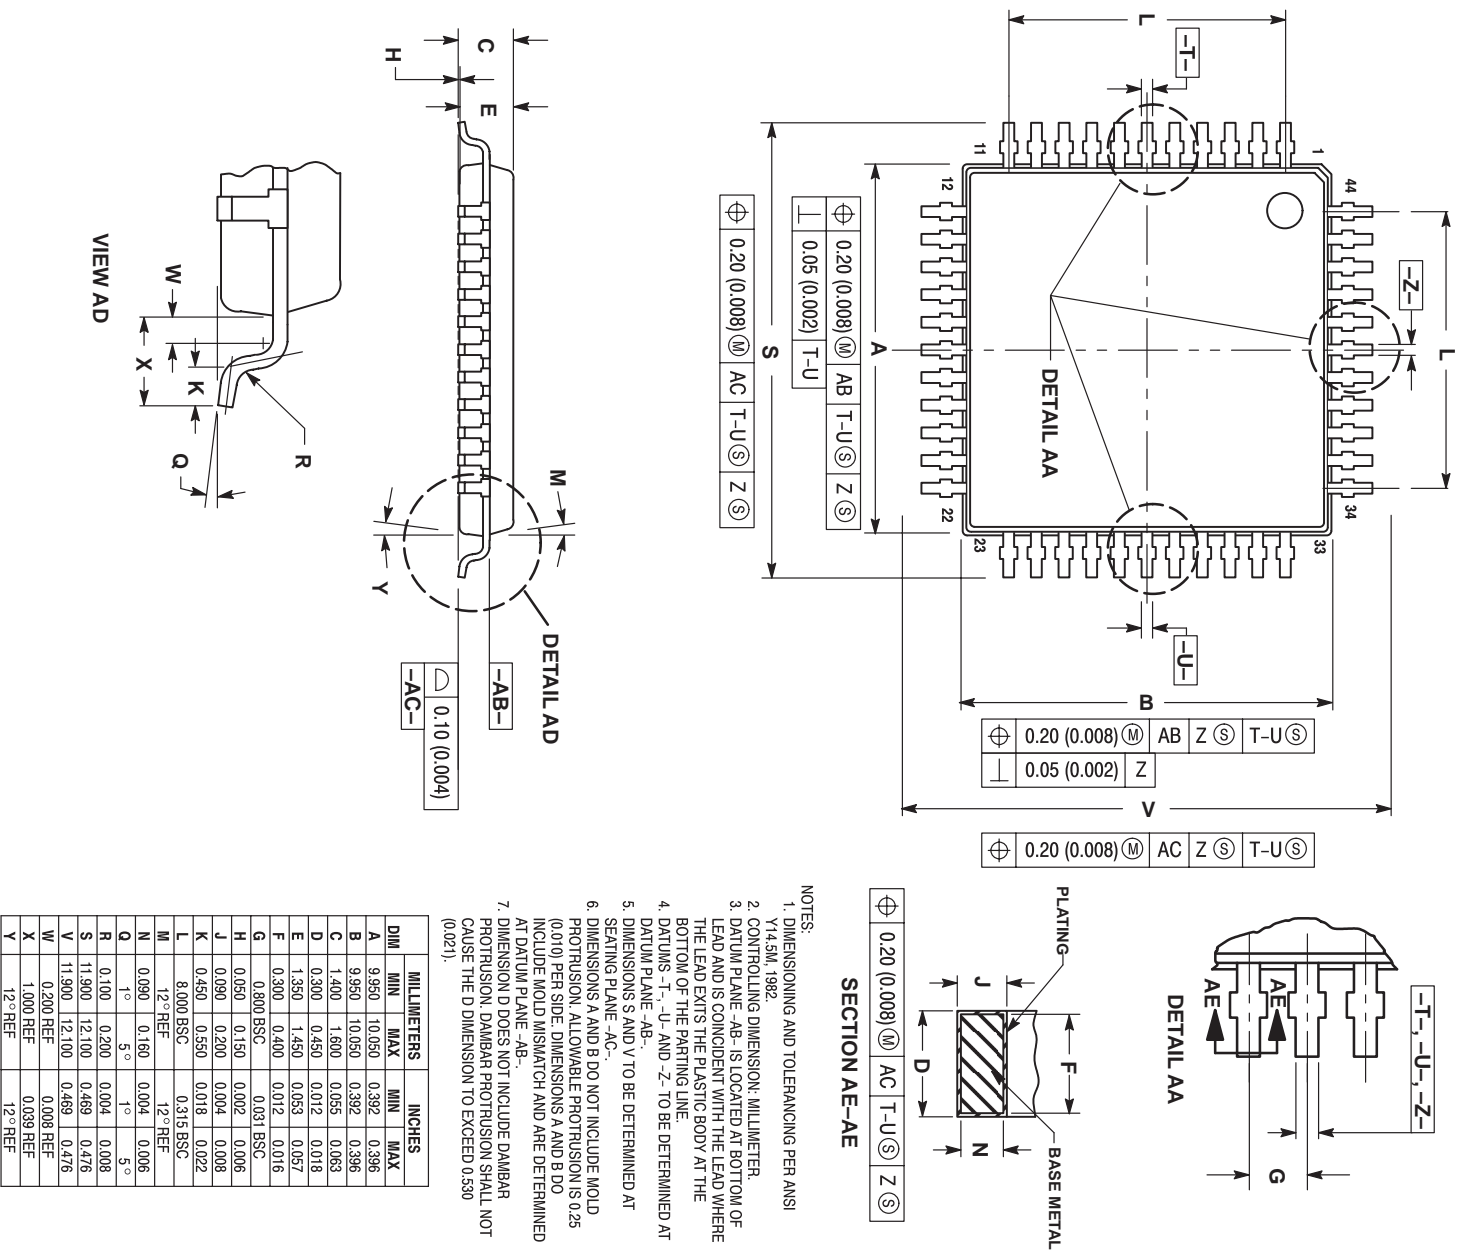 L
–T–
–Z–
L
–U–
11
1
44
34
12
22
23
33
DETAIL AA
A
S
B
V
⊕ 0.20 (0.008) Ⓜ AB T–U Ⓢ Z Ⓢ
⊥ 0.05 (0.002) T–U
⊕ 0.20 (0.008) Ⓜ AC T–U Ⓢ Z Ⓢ
⊕ 0.20 (0.008) Ⓜ AB Z Ⓢ T–U Ⓢ
⊥ 0.05 (0.002) Z
⊕ 0.20 (0.008) Ⓜ AC Z Ⓢ T–U Ⓢ
C
E
H
M
Y
DETAIL AD
–AB–
–AC–
⌓ 0.10 (0.004)
W
X
K
R
Q
VIEW AD
–T–, –U–, –Z–
AE
AE
G
DETAIL AA
PLATING
BASE METAL
J
F
D
N
⊕ 0.20 (0.008) Ⓜ AC T–U Ⓢ Z Ⓢ
SECTION AE–AE
NOTES:
1. DIMENSIONING AND TOLERANCING PER ANSI
Y14.5M, 1982.
2. CONTROLLING DIMENSION: MILLIMETER.
3. DATUM PLANE –AB– IS LOCATED AT BOTTOM OF
LEAD AND IS COINCIDENT WITH THE LEAD WHERE
THE LEAD EXITS THE PLASTIC BODY AT THE
BOTTOM OF THE PARTING LINE.
4. DATUMS –T–, –U– AND –Z– TO BE DETERMINED AT
DATUM PLANE –AB–.
5. DIMENSIONS S AND V TO BE DETERMINED AT
SEATING PLANE –AC–.
6. DIMENSIONS A AND B DO NOT INCLUDE MOLD
PROTRUSION. ALLOWABLE PROTRUSION IS 0.25
(0.010) PER SIDE. DIMENSIONS A AND B DO
INCLUDE MOLD MISMATCH AND ARE DETERMINED
AT DATUM PLANE –AB–.
7. DIMENSION D DOES NOT INCLUDE DAMBAR
PROTRUSION. DAMBAR PROTRUSION SHALL NOT
CAUSE THE D DIMENSION TO EXCEED 0.530
(0.021).
MILLIMETERS INCHES
DIM MIN MAX MIN MAX
A 9.950 10.050 0.392 0.396
B 9.950 10.050 0.392 0.396
C 1.400 1.600 0.055 0.063
D 0.300 0.450 0.012 0.018
E 1.350 1.450 0.053 0.057
F 0.300 0.400 0.012 0.016
G 0.800 BSC 0.031 BSC
H 0.050 0.150 0.002 0.006
J 0.090 0.200 0.004 0.008
K 0.450 0.550 0.018 0.022
L 8.000 BSC 0.315 BSC
M 12° REF 12° REF
N 0.090 0.160 0.004 0.006
Q 1° 5° 1° 5°
R 0.100 0.200 0.004 0.008
S 11.900 12.100 0.469 0.476
V 11.900 12.100 0.469 0.476
W 0.200 REF 0.008 REF
X 1.000 REF 0.039 REF
Y 12° REF 12° REF